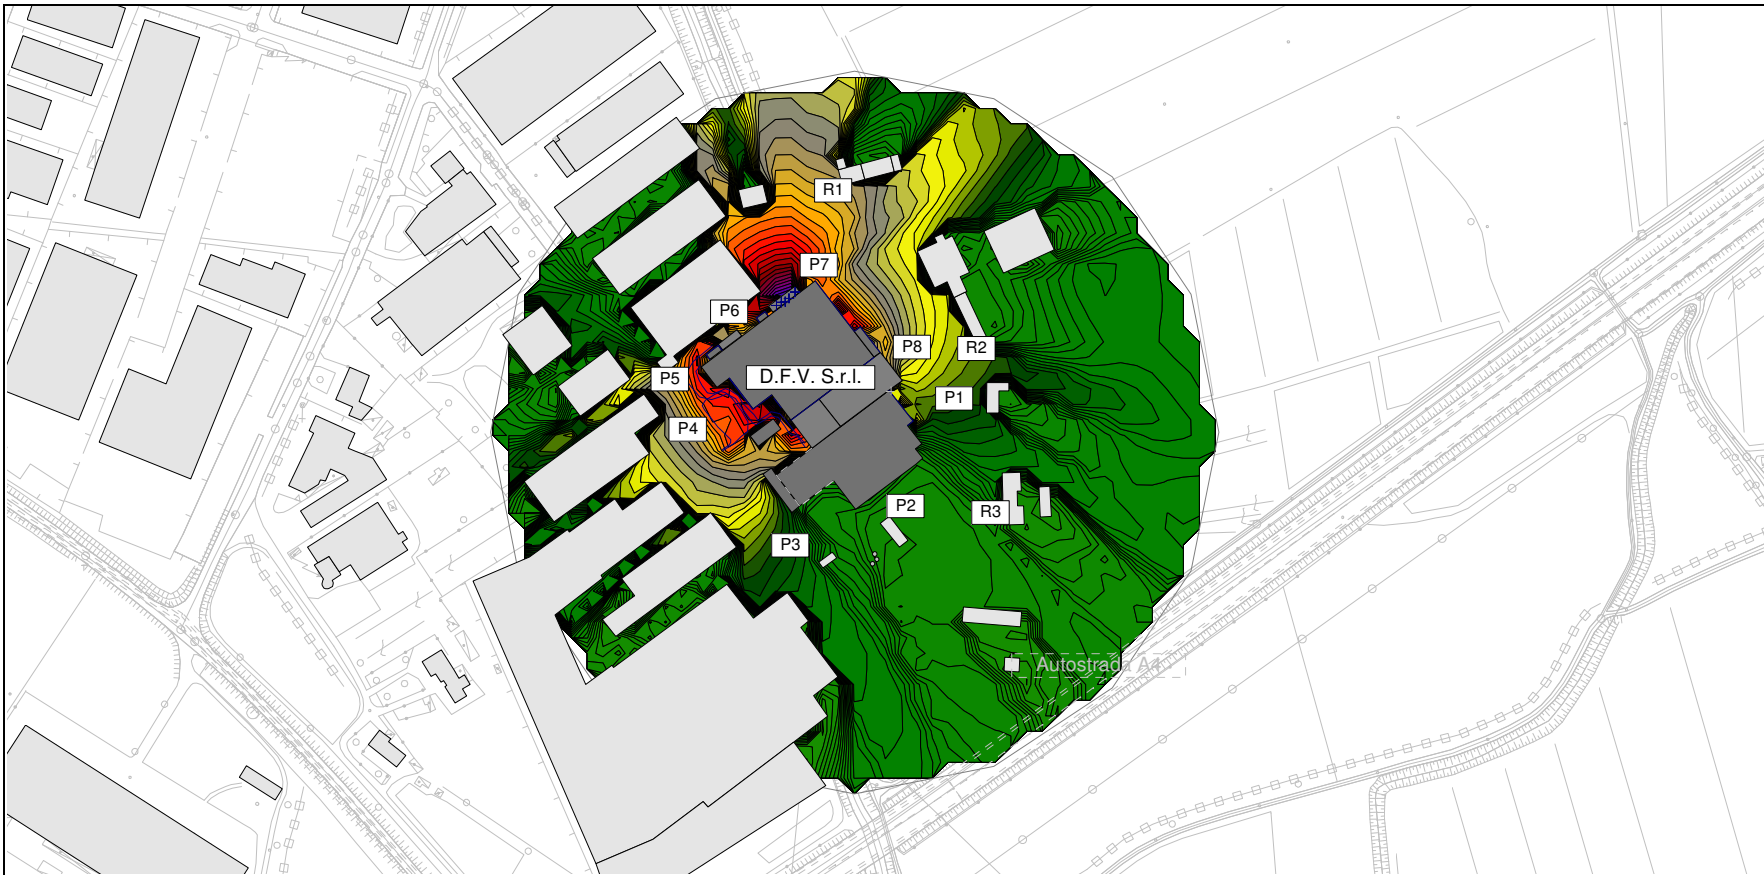 R1
P7
P6
P8
R2
D.F.V. S.r.l.
P5
P1
P4
P2
R3
P3
Autostrada A4